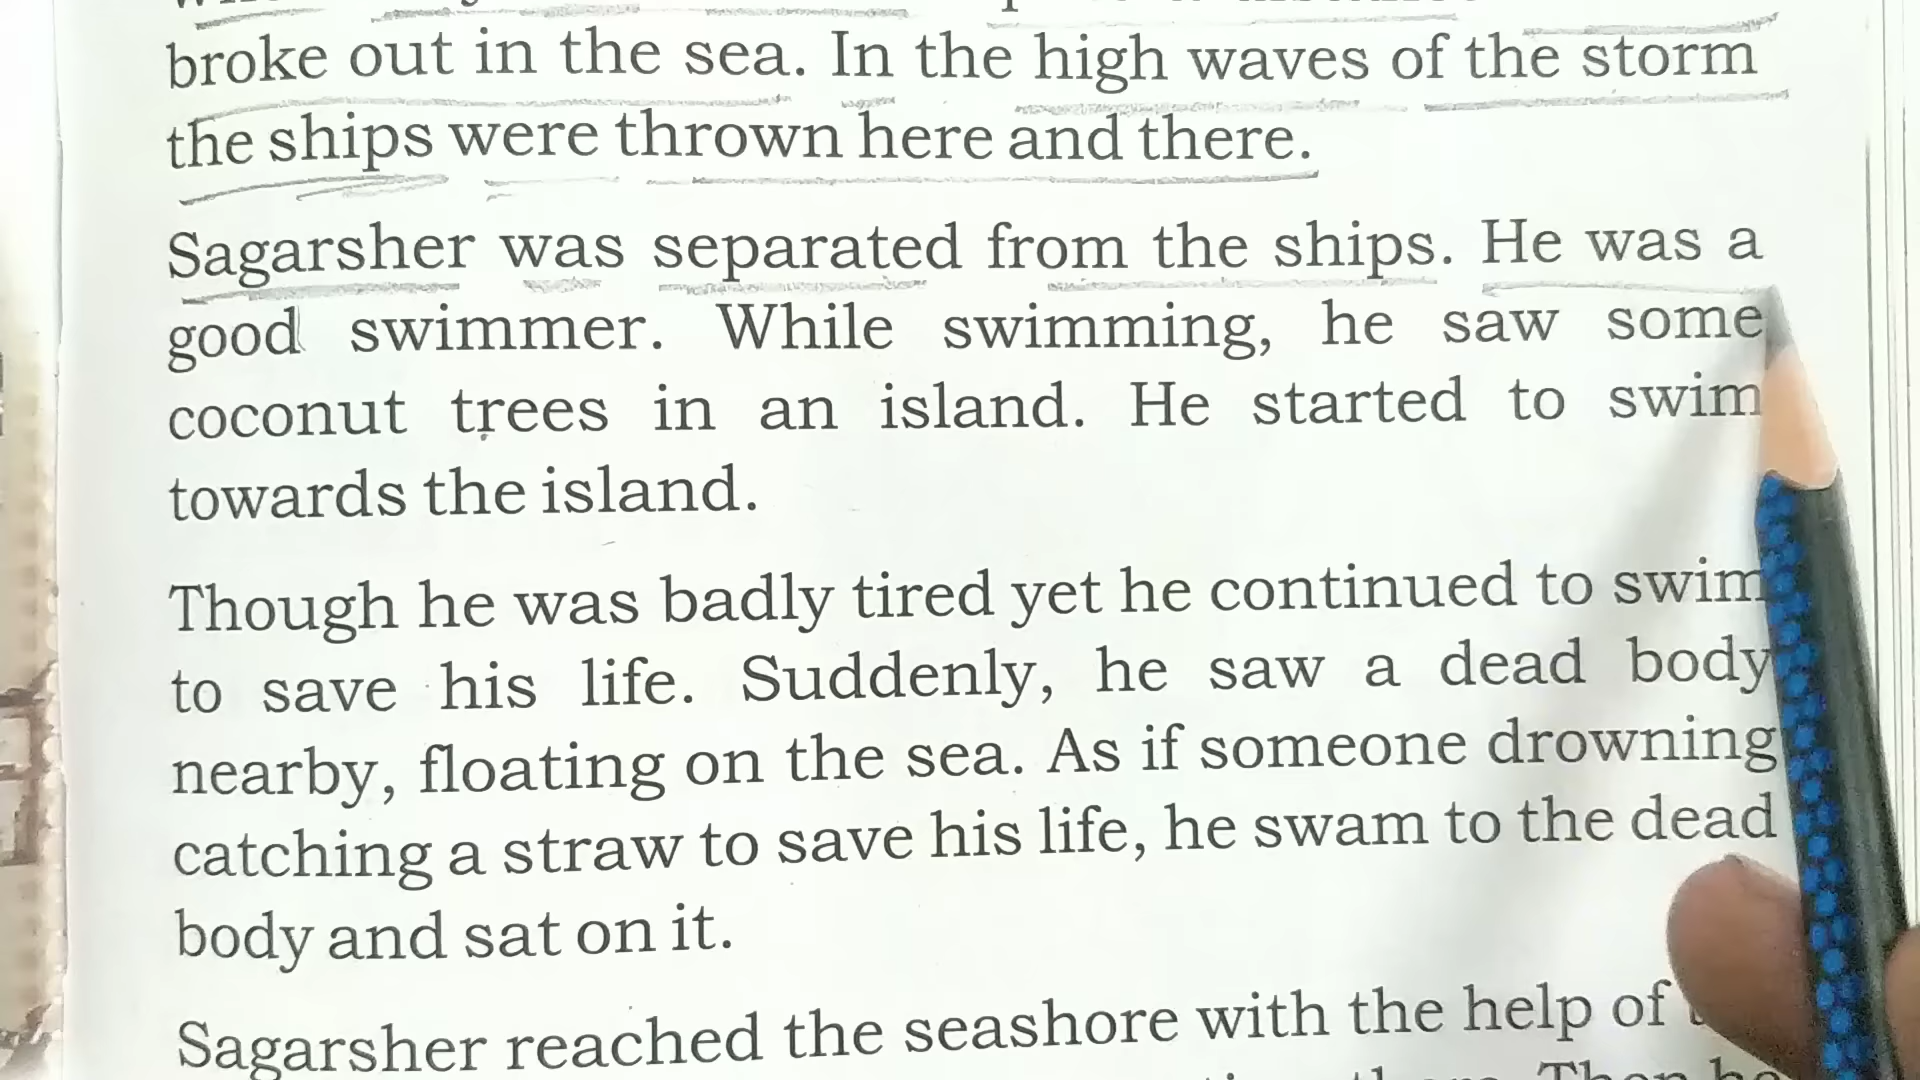 broke out in the sea. In the high waves of the storm
the ships were thrown here and there.
Sagarsher was separated from the ships. He was a
good swimmer. While swimming, he saw some
coconut trees in an island. He started to swim
towards the island.
Though he was badly tired yet he continued to swim
to save his life. Suddenly, he saw a dead body
nearby, floating on the sea. As if someone drowning
catching a straw to save his life, he swam to the dead
body and sat on it.
Sagarsher reached the seashore with the help of